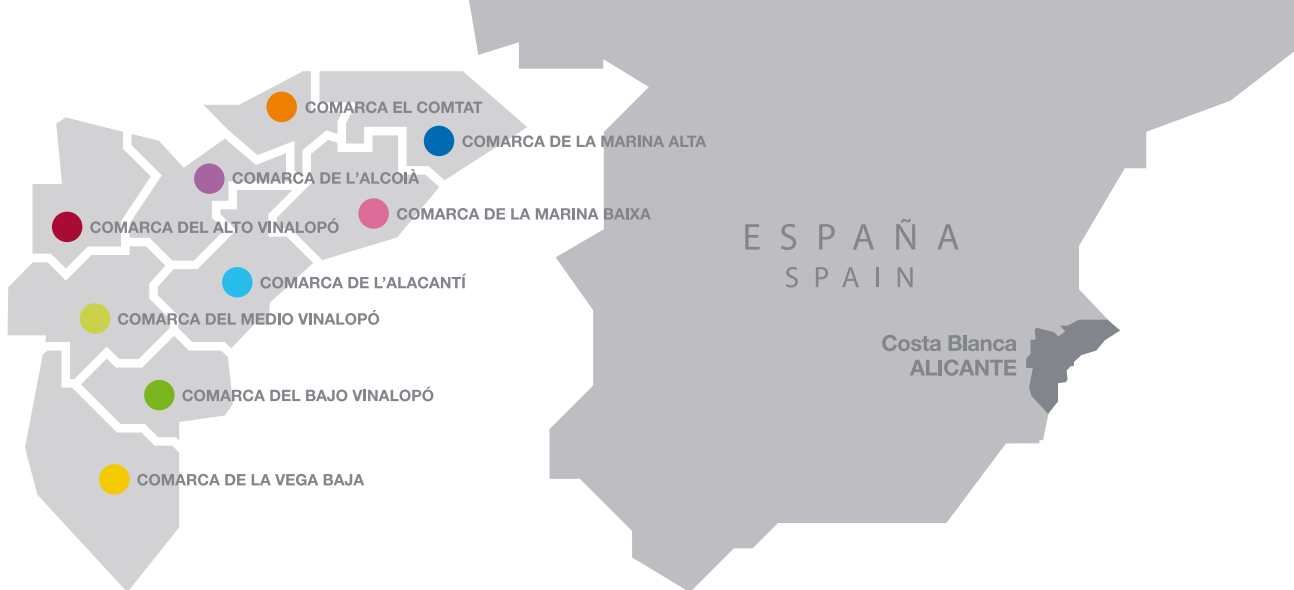 COMARCA EL COMTAT
COMARCA DE LA MARINA ALTA
COMARCA DE L'ALCOIÀ
COMARCA DE LA MARINA BAIXA
COMARCA DEL ALTO VINALOPÓ
COMARCA DE L'ALACANTÍ
COMARCA DEL MEDIO VINALOPÓ
COMARCA DEL BAJO VINALOPÓ
COMARCA DE LA VEGA BAJA
ESPAÑA
SPAIN
Costa Blanca
ALICANTE